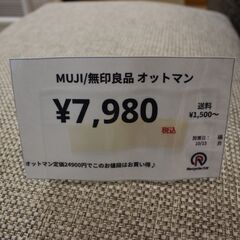 MUJI/無印良品 オットマン
¥7,980
税込
送料
¥1,500〜
10/15
オットマン定価24900円でこのお値段はお買い得♪